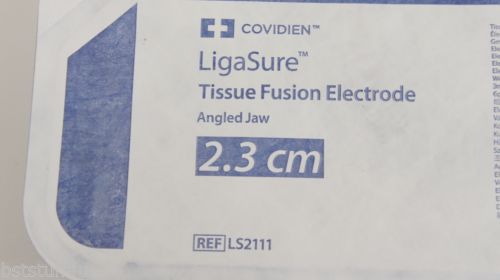 COVIDIEN™
LigaSure™
Tissue Fusion Electrode
Angled Jaw
2.3 cm
REF LS2111